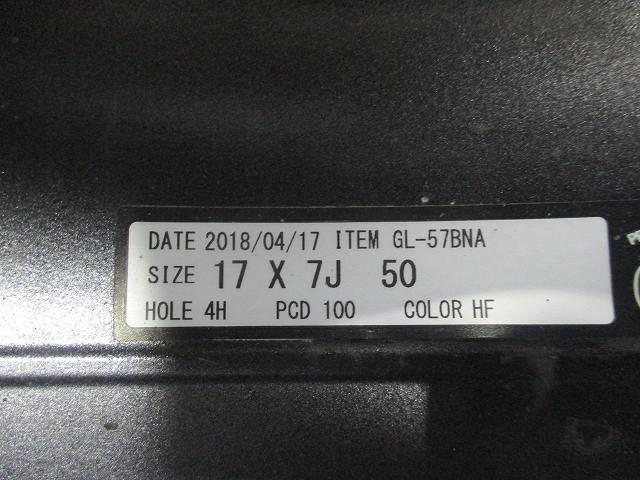 DATE 2018/04/17 ITEM GL-57BNA
SIZE 17 X 7J 50
HOLE 4H PCD 100 COLOR HF